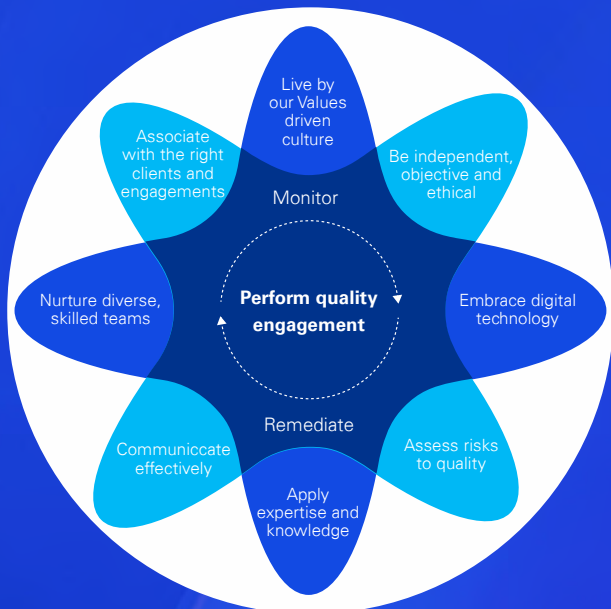 Live by
our Values
driven
culture
Associate
with the right
clients and
engagements
Be independent,
objective and
ethical
Monitor
Nurture diverse,
skilled teams
Perform quality
engagement
Embrace digital
technology
Remediate
Communiccate
effectively
Assess risks
to quality
Apply
expertise and
knowledge